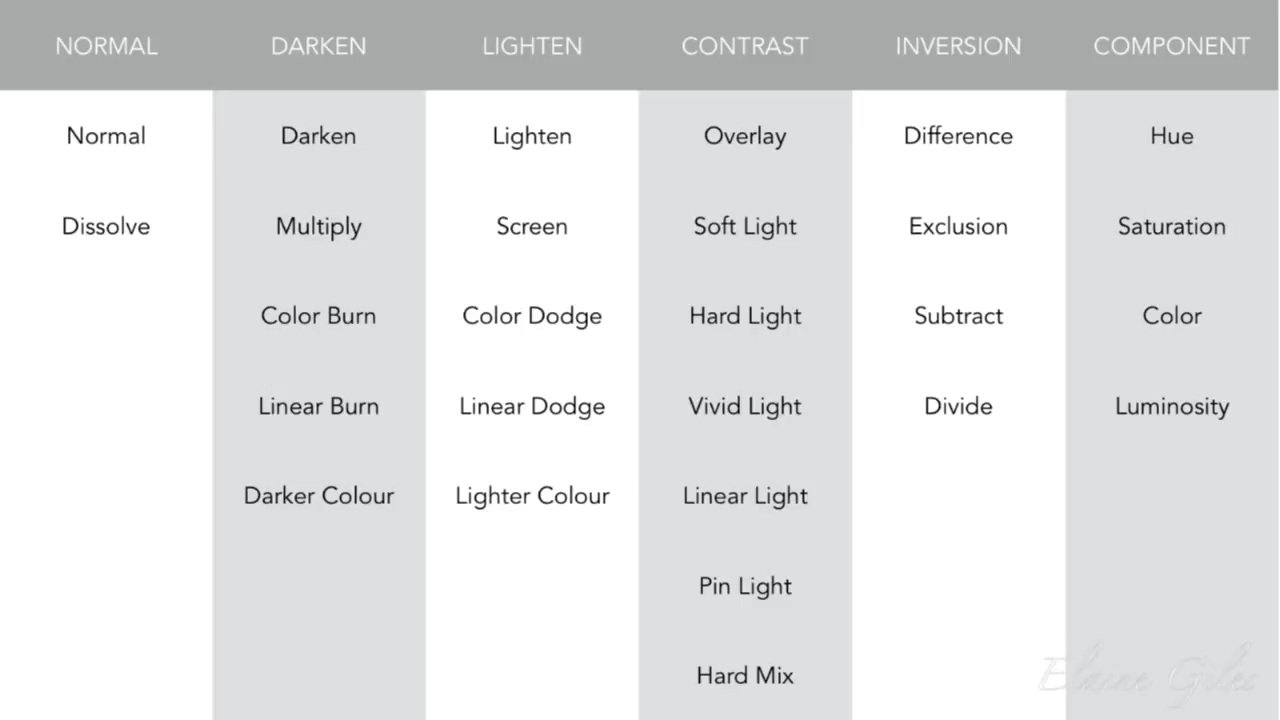 NORMAL DARKEN LIGHTEN CONTRAST INVERSION COMPONENT
Normal Darken Lighten Overlay Difference Hue
Dissolve Multiply Screen Soft Light Exclusion Saturation
Color Burn Color Dodge Hard Light Subtract Color
Linear Burn Linear Dodge Vivid Light Divide Luminosity
Darker Colour Lighter Colour Linear Light
Pin Light
Hard Mix
Elaine Giles